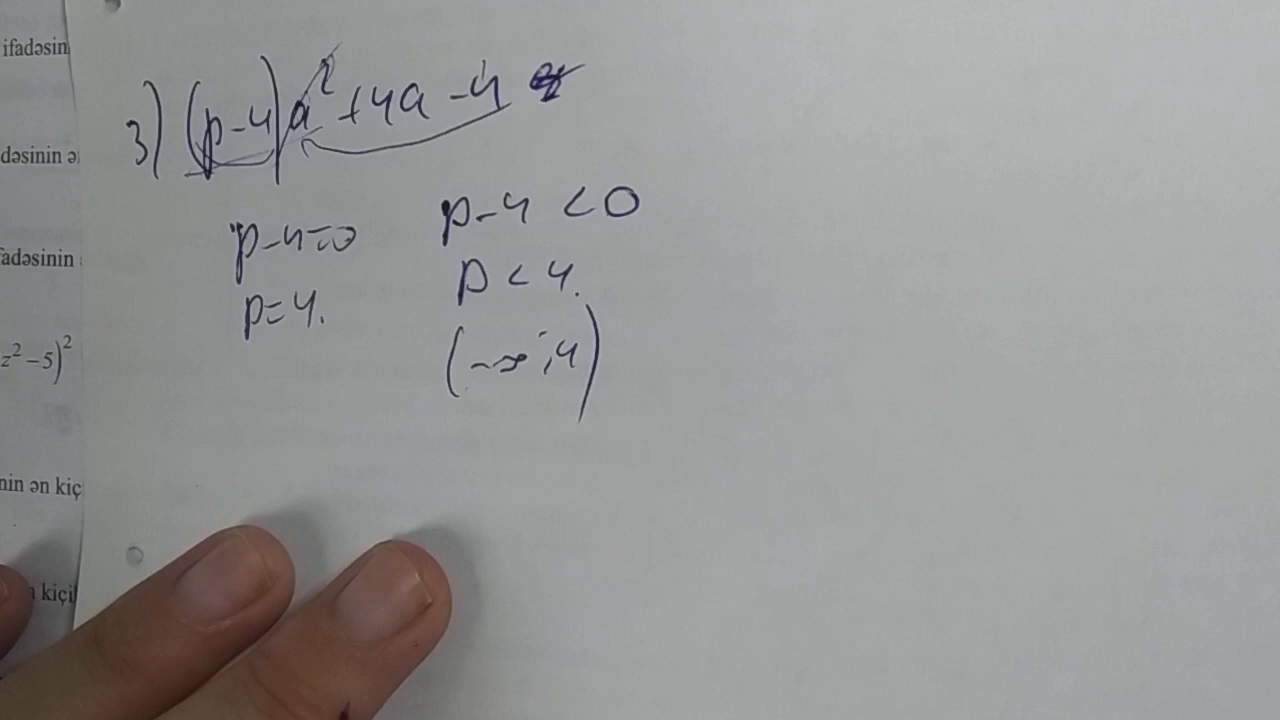 ifadəsin
3) (p-4)a²+4a-4
dəsinin ə
p-4=0 p-4<0
fadəsinin
p=4. p<4.
z²-5)²
(-∞;4)
nin ən kiç
kiçi